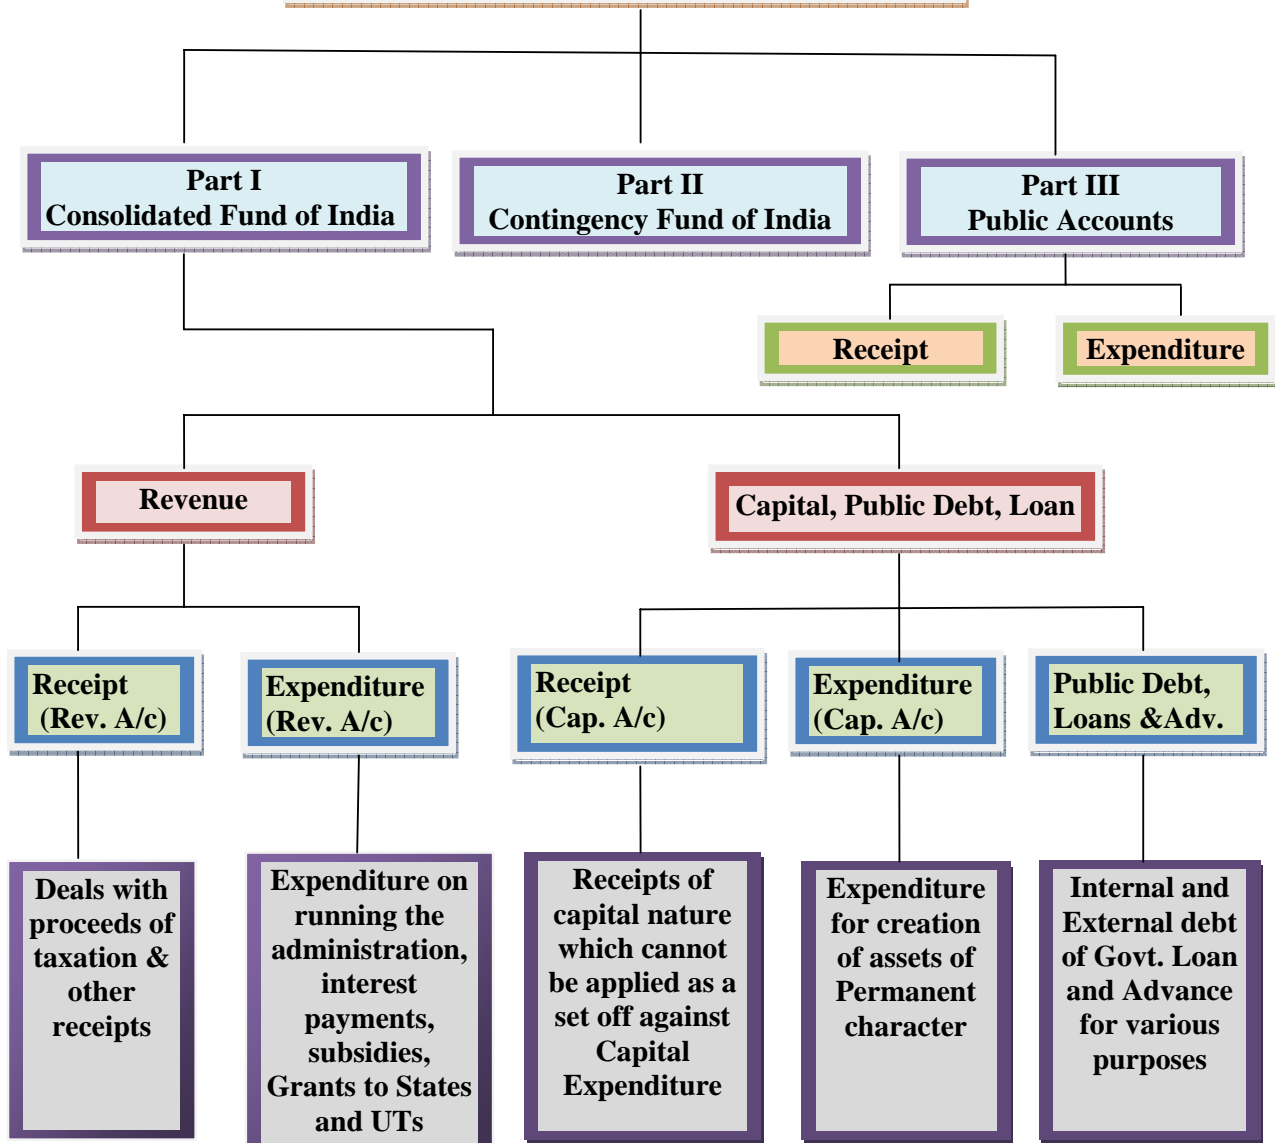 Part I
Consolidated Fund of India
Part II
Contingency Fund of India
Part III
Public Accounts
Receipt
Expenditure
Revenue
Capital, Public Debt, Loan
Receipt
(Rev. A/c)
Expenditure
(Rev. A/c)
Receipt
(Cap. A/c)
Expenditure
(Cap. A/c)
Public Debt,
Loans &Adv.
Deals with
proceeds of
taxation &
other
receipts
Expenditure on
running the
administration,
interest
payments,
subsidies,
Grants to States
and UTs
Receipts of
capital nature
which cannot
be applied as a
set off against
Capital
Expenditure
Expenditure
for creation
of assets of
Permanent
character
Internal and
External debt
of Govt. Loan
and Advance
for various
purposes